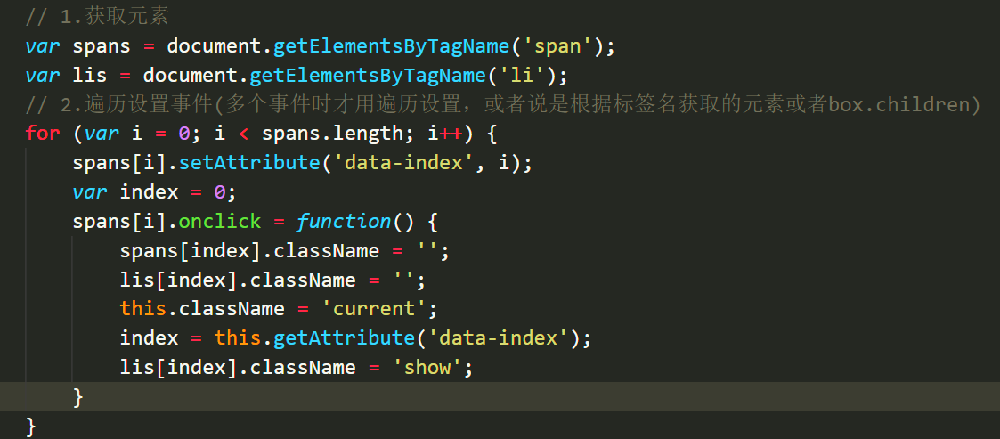 // 1.获取元素
var spans = document.getElementsByTagName('span');
var lis = document.getElementsByTagName('li');
// 2.遍历设置事件(多个事件时才用遍历设置，或者说是根据标签名获取的元素或者box.children)
for (var i = 0; i < spans.length; i++) {
    spans[i].setAttribute('data-index', i);
    var index = 0;
    spans[i].onclick = function() {
        spans[index].className = '';
        lis[index].className = '';
        this.className = 'current';
        index = this.getAttribute('data-index');
        lis[index].className = 'show';
    }
}